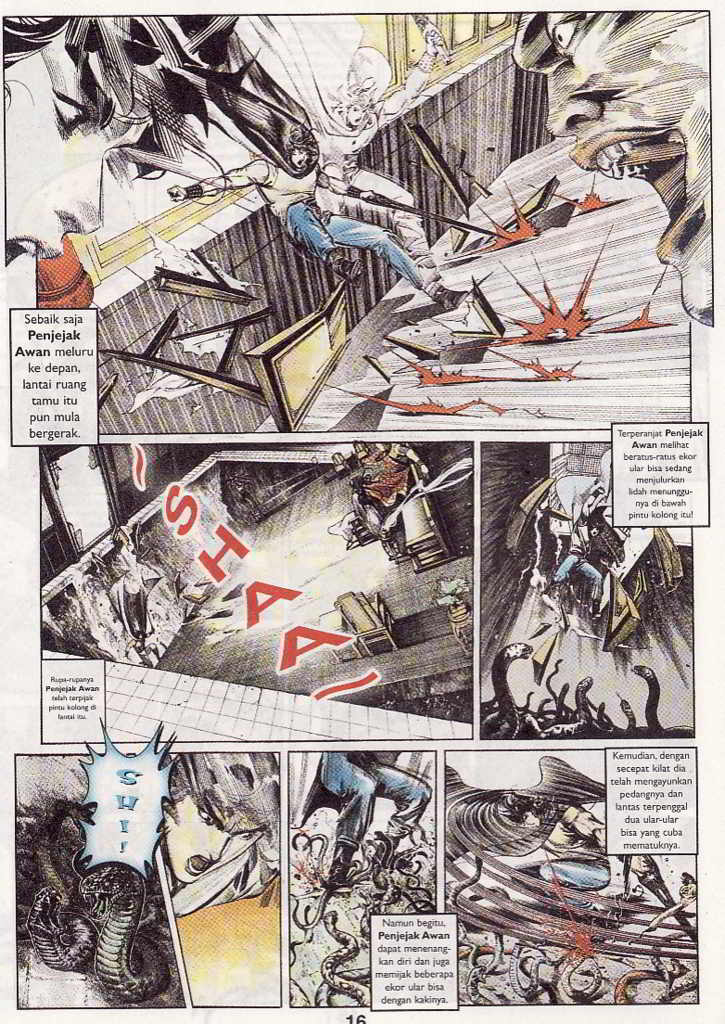 Sebaik saja
Penjejak
Awan meluru
ke depan,
lantai ruang
tamu itu
pun mula
bergerak.
Terperanjat Penjejak
Awan melihat
beratus-ratus ekor
ular bisa sedang
menjulurkan
lidah menunggu-
nya di bawah
pintu kolong itu!
SHAA
Rupa-rupanya
Penjejak Awan
telah terpijak
pintu kolong di
lantai itu.
SHI!
Kemudian, dengan
secepat kilat dia
telah mengayunkan
pedangnya dan
lantas terpenggal
dua ular-ular
bisa yang cuba
mematuknya.
Namun begitu,
Penjejak Awan
dapat menenang-
kan diri dan juga
memijak beberapa
ekor ular bisa
dengan kakinya.
16